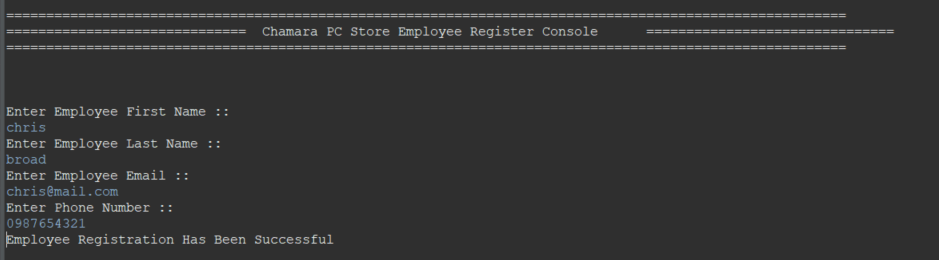 =========================================================================================================
==============================  Chamara PC Store Employee Register Console      ===============================
=========================================================================================================
Enter Employee First Name ::
chris
Enter Employee Last Name ::
broad
Enter Employee Email ::
chris@mail.com
Enter Phone Number ::
0987654321
Employee Registration Has Been Successful